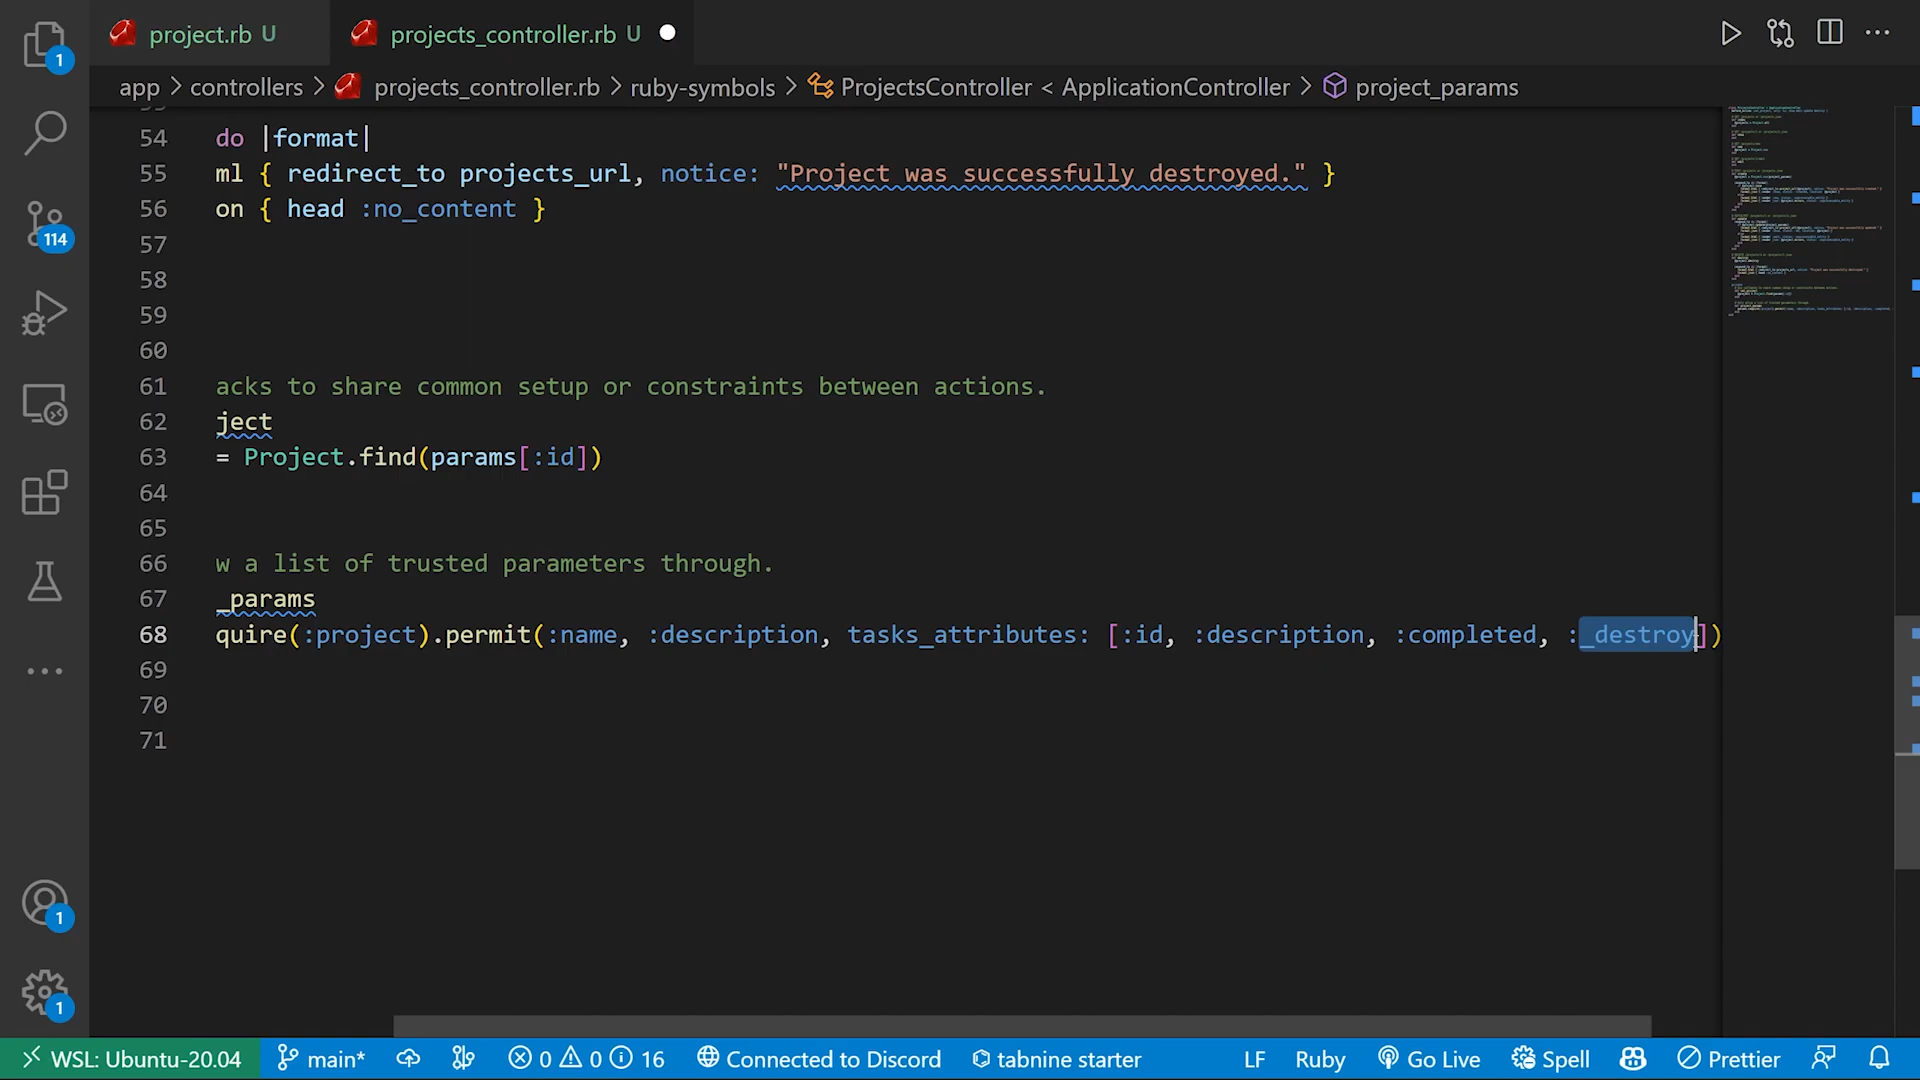 project.rb U
projects_controller.rb U
app > controllers > projects_controller.rb > ruby-symbols > ProjectsController < ApplicationController > project_params
54 do |format|
55 ml { redirect_to projects_url, notice: "Project was successfully destroyed." }
56 on { head :no_content }
57
58
59
60
61 acks to share common setup or constraints between actions.
62 ject
63 = Project.find(params[:id])
64
65
66 w a list of trusted parameters through.
67 _params
68 quire(:project).permit(:name, :description, tasks_attributes: [:id, :description, :completed, :_destroy])
69
70
71
1
114
1
1
WSL: Ubuntu-20.04 main* 0 0 16 Connected to Discord tabnine starter LF Ruby Go Live Spell Prettier